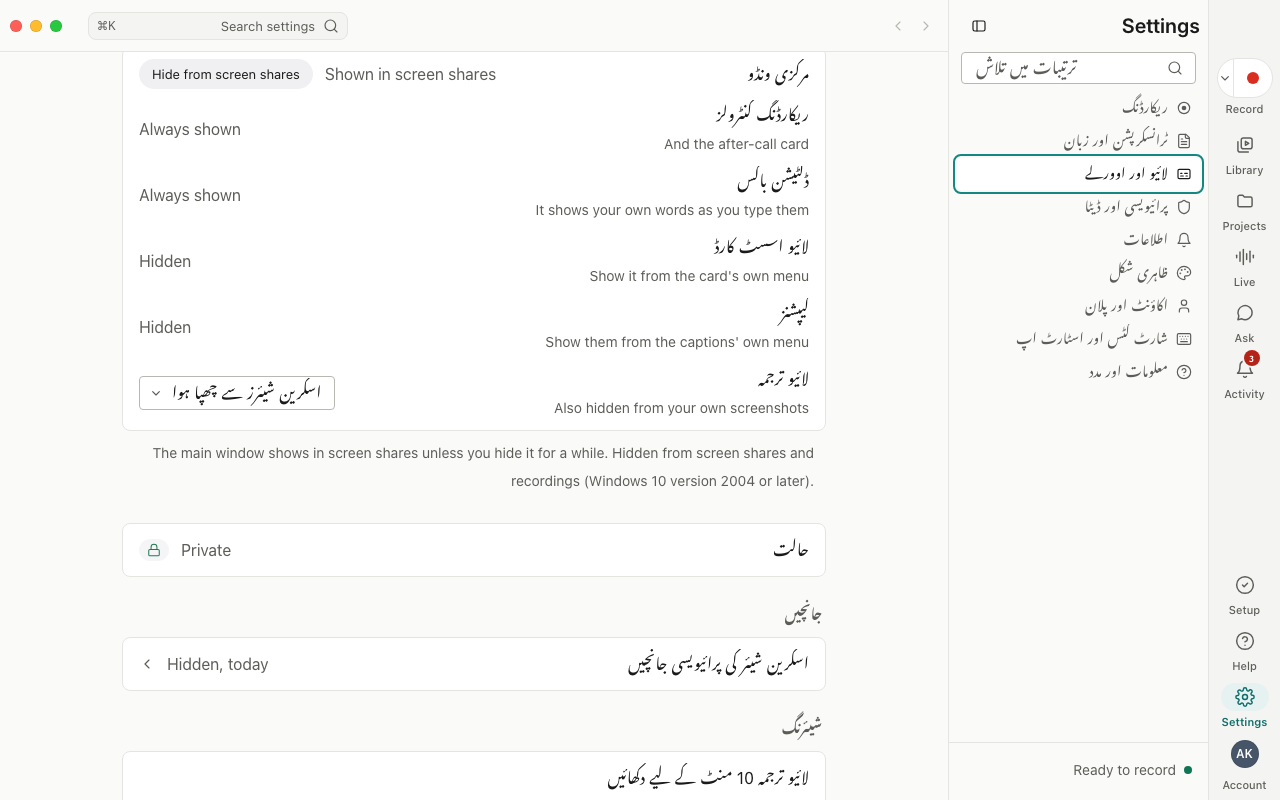 ⌘K
Search settings
Settings
ترتیبات میں تلاش
ریکارڈنگ
ٹرانسکرپشن اور زبان
لائیو اور اوورلے
پرائیویسی اور ڈیٹا
اطلاعات
ظاہری شکل
اکاؤنٹ اور پلان
شارٹ کٹس اور اسٹارٹ اپ
معلومات اور مدد
Ready to record
Record
Library
Projects
Live
Ask
3
Activity
Setup
Help
Settings
AK
Account
مرکزی ونڈو
Shown in screen shares
Hide from screen shares
ریکارڈنگ کنٹرولز
And the after-call card
Always shown
ڈکٹیشن باکس
It shows your own words as you type them
Always shown
لائیو اسسٹ کارڈ
Show it from the card's own menu
Hidden
کیپشنز
Show them from the captions' own menu
Hidden
لائیو ترجمہ
Also hidden from your own screenshots
اسکرین شیئرز سے چھپا ہوا
The main window shows in screen shares unless you hide it for a while. Hidden from screen shares and
recordings (Windows 10 version 2004 or later).
حالت
Private
جانچیں
اسکرین شیئر کی پرائیویسی جانچیں
Hidden, today
شیئرنگ
لائیو ترجمہ 10 منٹ کے لیے دکھائیں